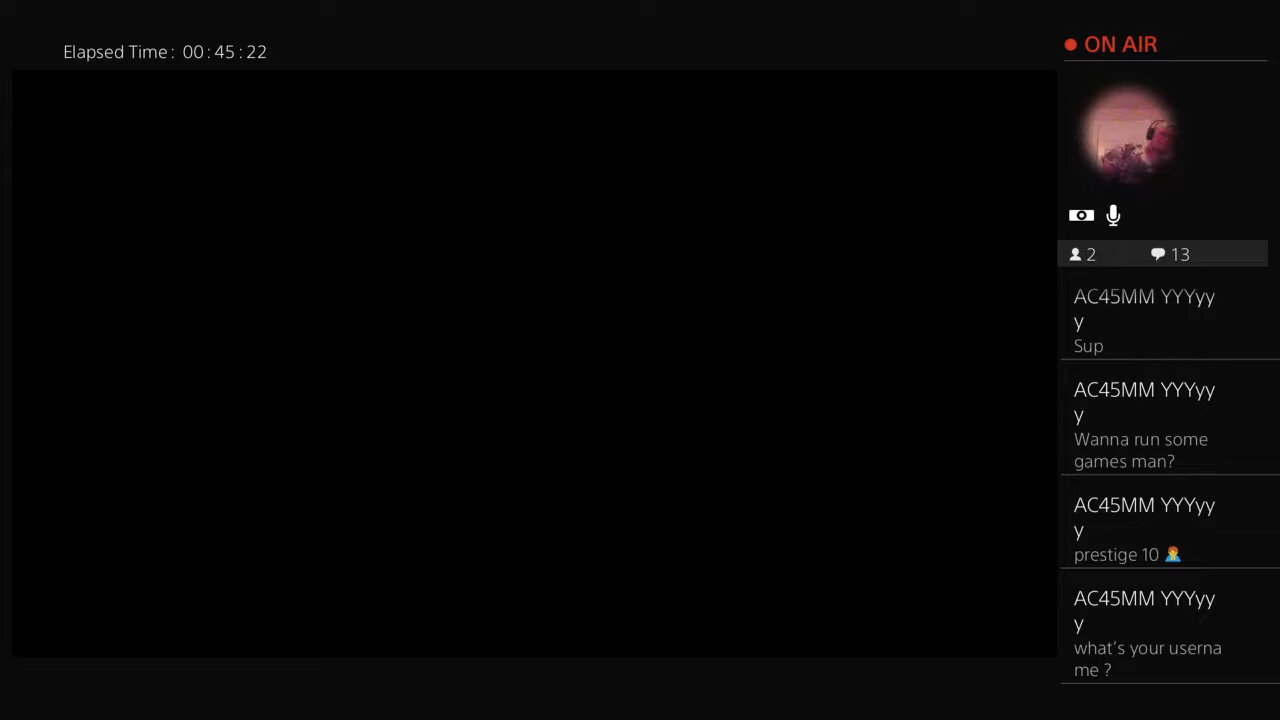 Elapsed Time: 00:45:22
ON AIR
2 13
AC45MM YYYyy
y
Sup
AC45MM YYYyy
y
Wanna run some
games man?
AC45MM YYYyy
y
prestige 10
AC45MM YYYyy
y
what's your userna
me ?